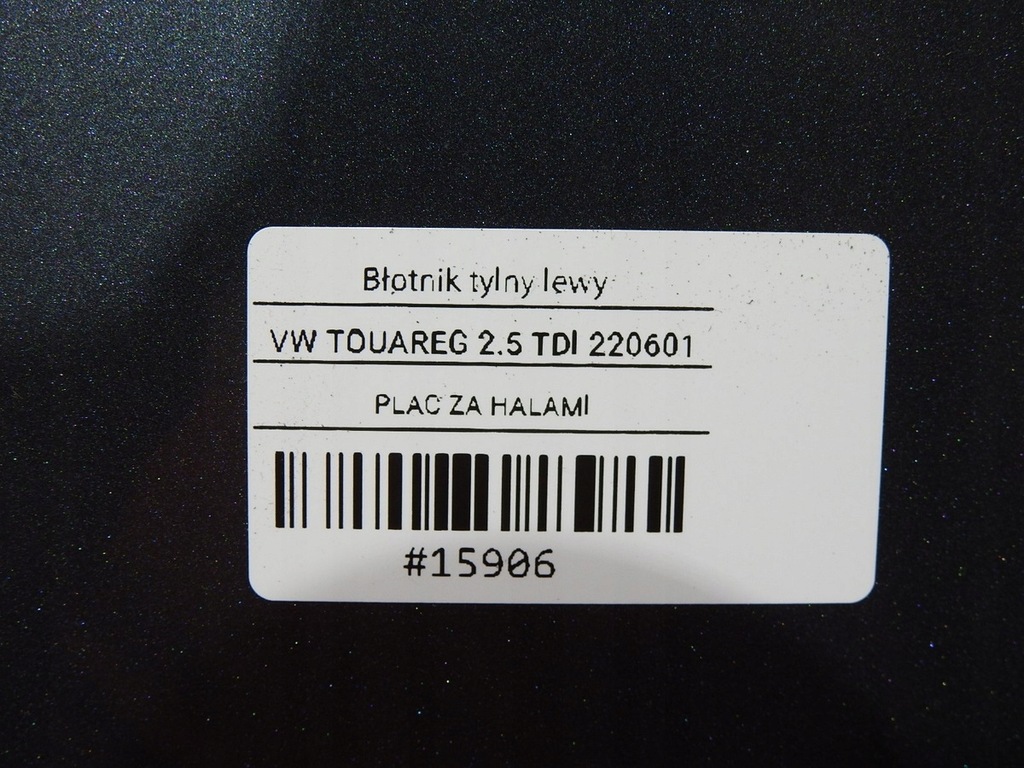 Błotnik tylny lewy
VW TOUAREG 2.5 TDI 220601
PLAC ZA HALAMI
#15906